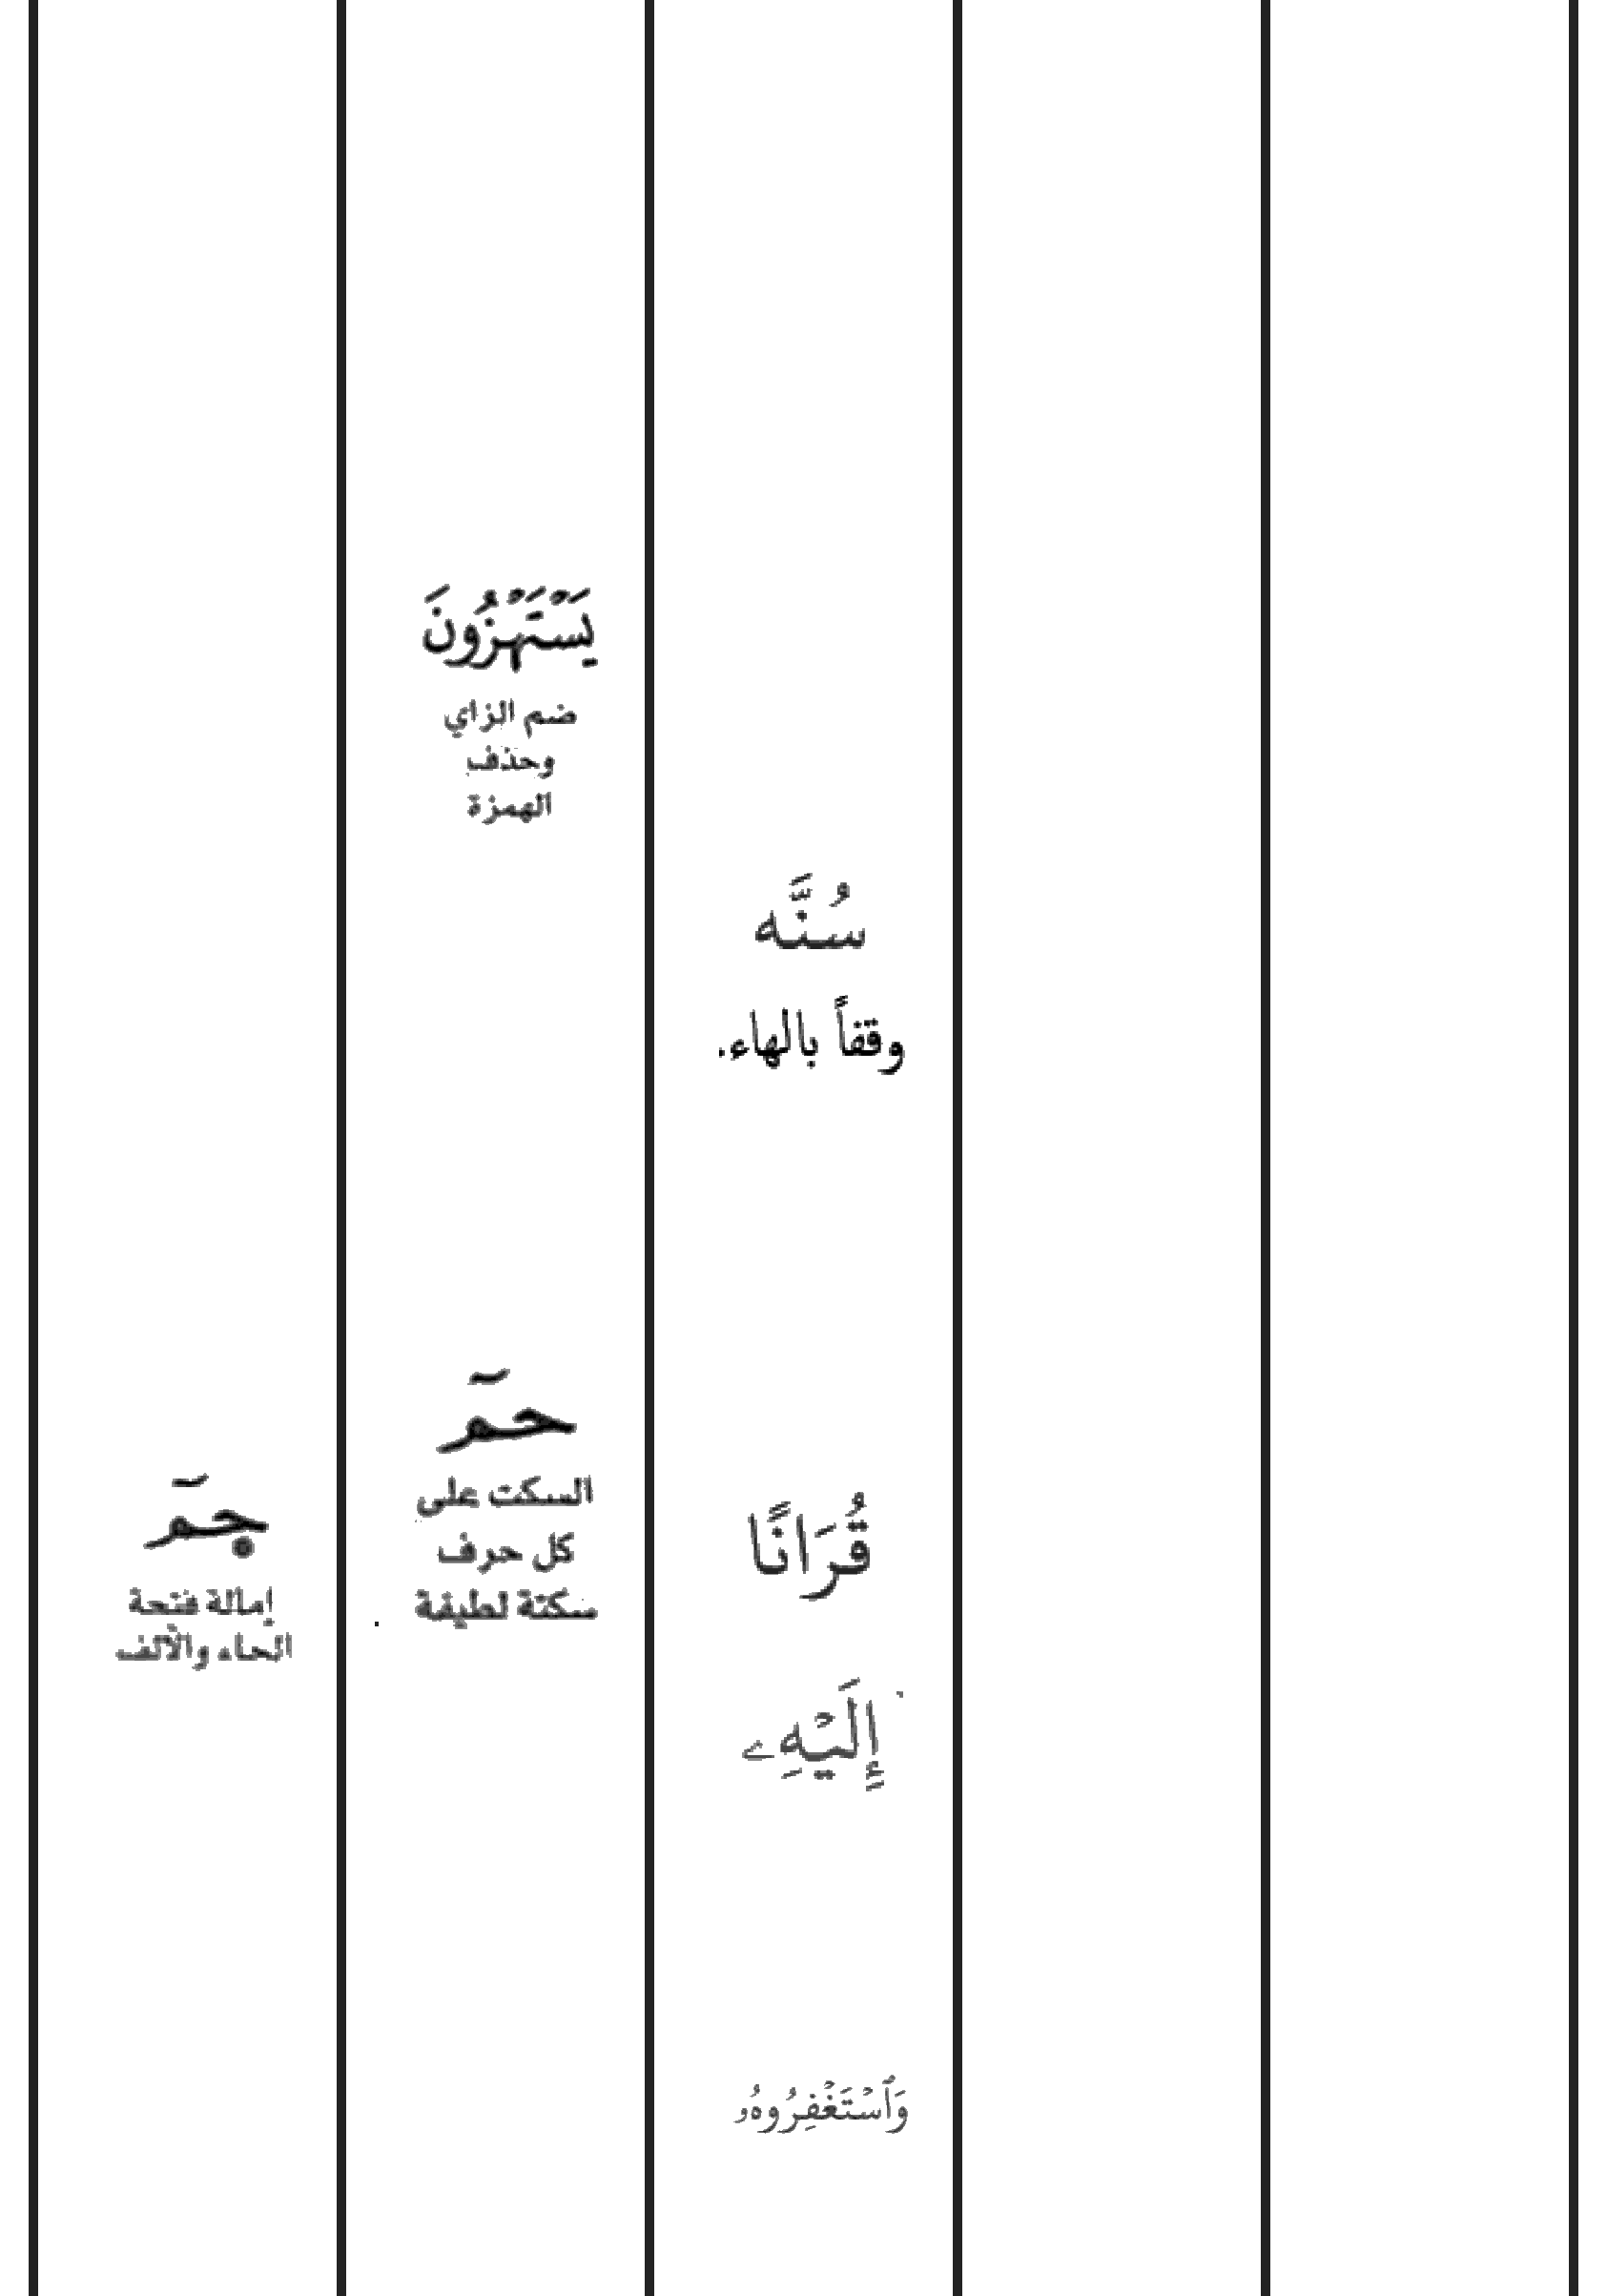 سُنَّه
وقفاً بالهاء.
قُرَانًا
إِلَيۡهِۦ
وَٱسۡتَغۡفِرُوهُۥ
يَسۡتَهۡزُونَ
ضم الزاي
وحذف
الهمزة
حمٓ
السكت على
كل حرف
سكتة لطيفة
حمٓ
إمالة فتحة
الحاء والألف